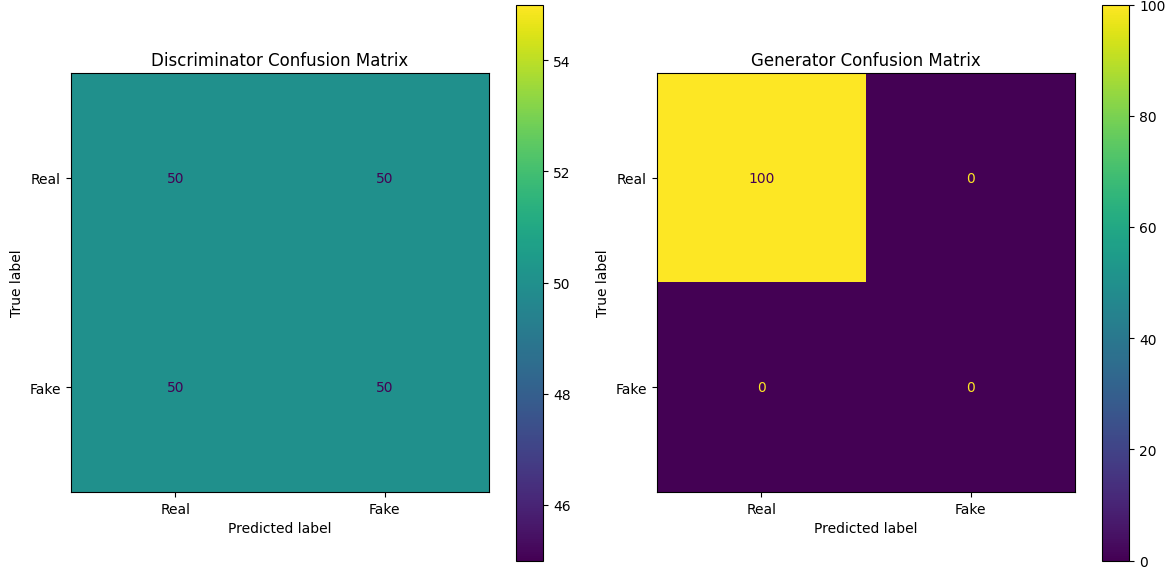 Discriminator Confusion Matrix
Real
50
50
Fake
50
50
Real
Fake
Predicted label
True label
54
52
50
48
46
Generator Confusion Matrix
Real
100
0
Fake
0
0
Real
Fake
Predicted label
True label
100
80
60
40
20
0